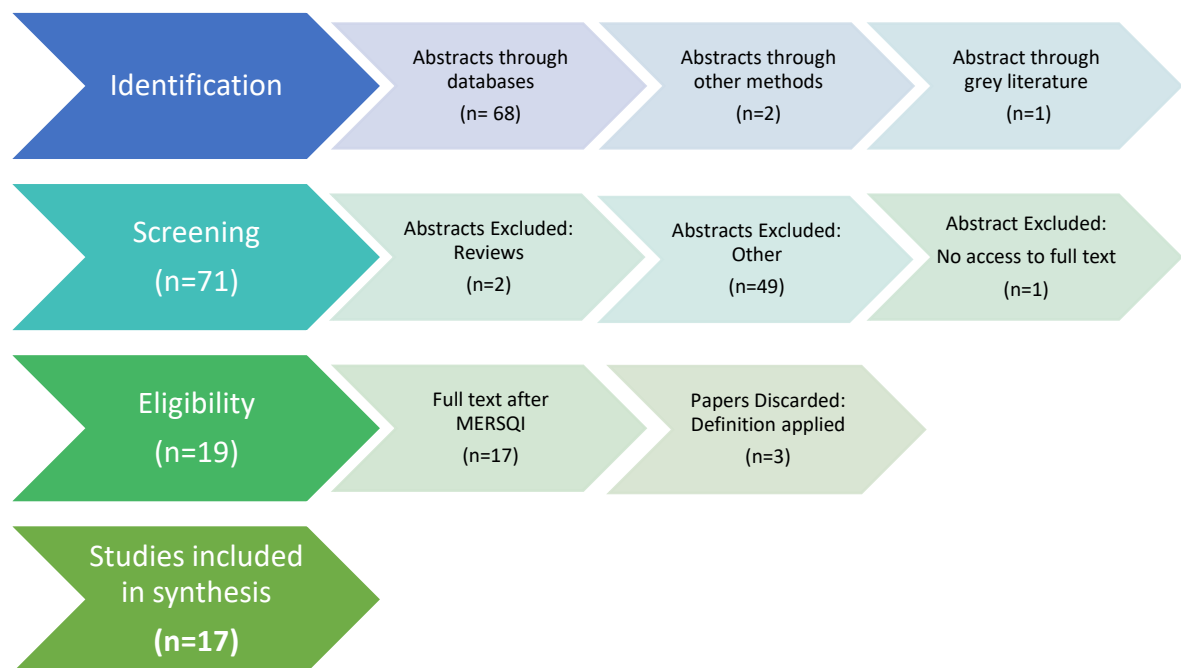 Identification
Abstracts through
databases
(n= 68)
Abstracts through
other methods
(n=2)
Abstract through
grey literature
(n=1)
Screening
(n=71)
Abstracts Excluded:
Reviews
(n=2)
Abstracts Excluded:
Other
(n=49)
Abstract Excluded:
No access to full text
(n=1)
Eligibility
(n=19)
Full text after
MERSQI
(n=17)
Papers Discarded:
Definition applied
(n=3)
Studies included
in synthesis
(n=17)